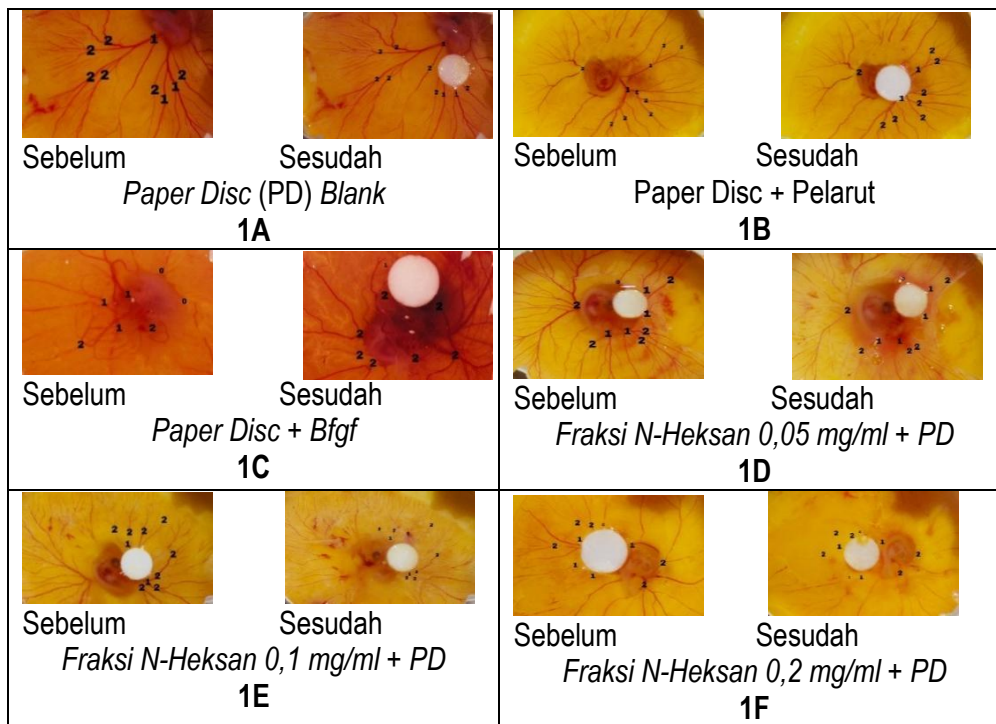 Sebelum Sesudah
Paper Disc (PD) Blank
1A
Sebelum Sesudah
Paper Disc + Pelarut
1B
Sebelum Sesudah
Paper Disc + Bfgf
1C
Sebelum Sesudah
Fraksi N-Heksan 0,05 mg/ml + PD
1D
Sebelum Sesudah
Fraksi N-Heksan 0,1 mg/ml + PD
1E
Sebelum Sesudah
Fraksi N-Heksan 0,2 mg/ml + PD
1F